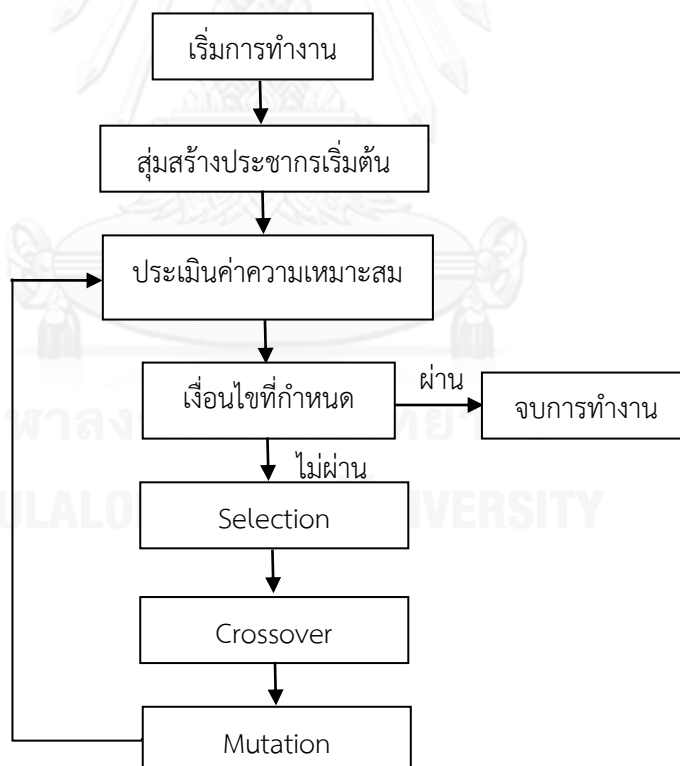 เริ่มการทำงาน
สุ่มสร้างประชากรเริ่มต้น
ประเมินค่าความเหมาะสม
เงื่อนไขที่กำหนด
ผ่าน
จบการทำงาน
ไม่ผ่าน
Selection
Crossover
Mutation